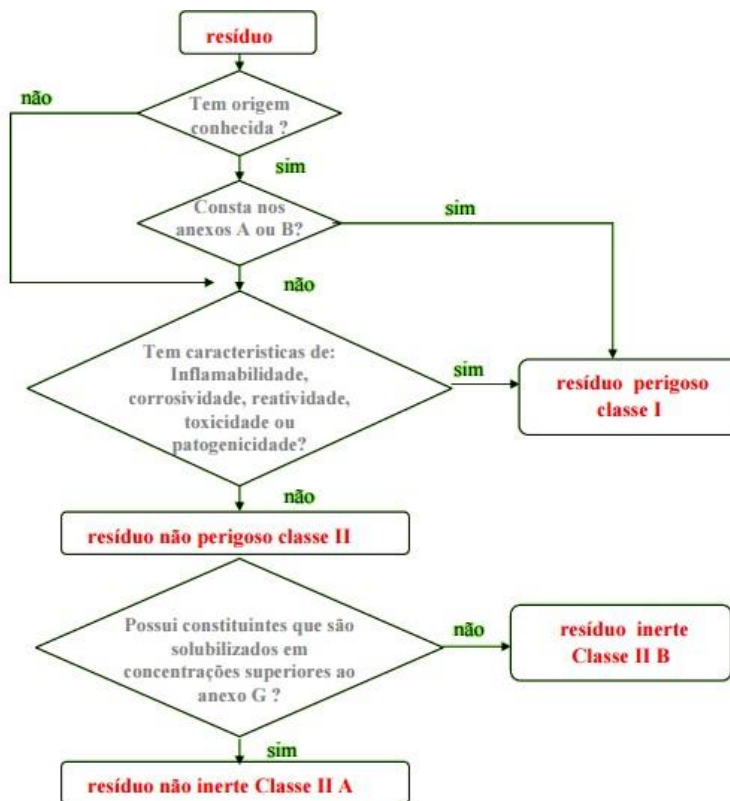 resíduo
não
Tem origem
conhecida ?
sim
Consta nos
anexos A ou B?
sim
não
Tem caracteristicas de:
Inflamabilidade,
corrosividade, reatividade,
toxicidade ou
patogenicidade?
sim
resíduo perigoso
classe I
não
resíduo não perigoso classe II
Possui constituintes que são
solubilizados em
concentrações superiores ao
anexo G ?
não
resíduo inerte
Classe II B
sim
resíduo não inerte Classe II A